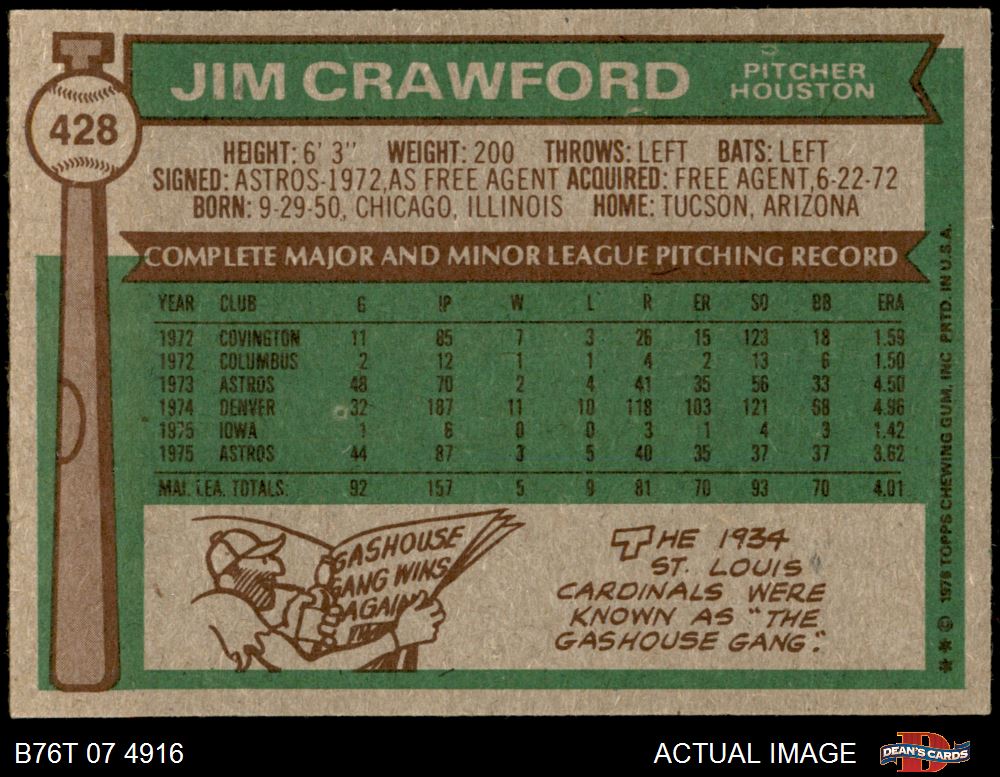 428
JIM CRAWFORD
PITCHER
HOUSTON
HEIGHT: 6' 3" WEIGHT: 200 THROWS: LEFT BATS: LEFT
SIGNED: ASTROS-1972,AS FREE AGENT ACQUIRED: FREE AGENT,6-22-72
BORN: 9-29-50, CHICAGO, ILLINOIS HOME: TUCSON, ARIZONA
COMPLETE MAJOR AND MINOR LEAGUE PITCHING RECORD
YEAR CLUB G IP W L R ER SO BB ERA
1972 COVINGTON 11 85 7 3 26 15 123 18 1.59
1972 COLUMBUS 2 12 1 1 4 2 13 6 1.50
1973 ASTROS 48 70 2 4 41 35 56 33 4.50
1974 DENVER 32 187 11 10 118 103 121 68 4.96
1975 IOWA 1 6 0 0 3 1 4 3 1.42
1975 ASTROS 44 87 3 5 40 35 37 37 3.62
MAJ. LEA. TOTALS: 92 157 5 9 81 70 93 70 4.01
GASHOUSE
GANG WINS
AGAIN
THE 1934
ST. LOUIS
CARDINALS WERE
KNOWN AS "THE
GASHOUSE GANG."
** © 1976 TOPPS CHEWING GUM, INC. PRTD. IN U.S.A.
B76T 07 4916
ACTUAL IMAGE
D
DEAN'S CARDS